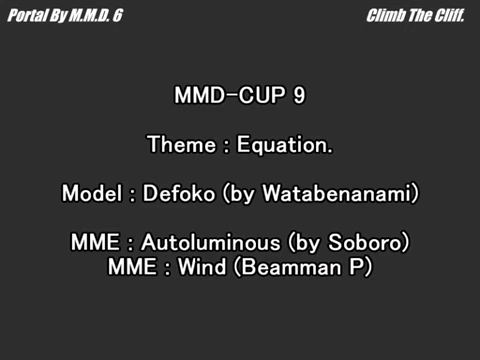 Portal By M.M.D. 6
Climb The Cliff.
MMD-CUP 9
Theme : Equation.
Model : Defoko (by Watabenanami)
MME : Autoluminous (by Soboro)
MME : Wind (Beamman P)